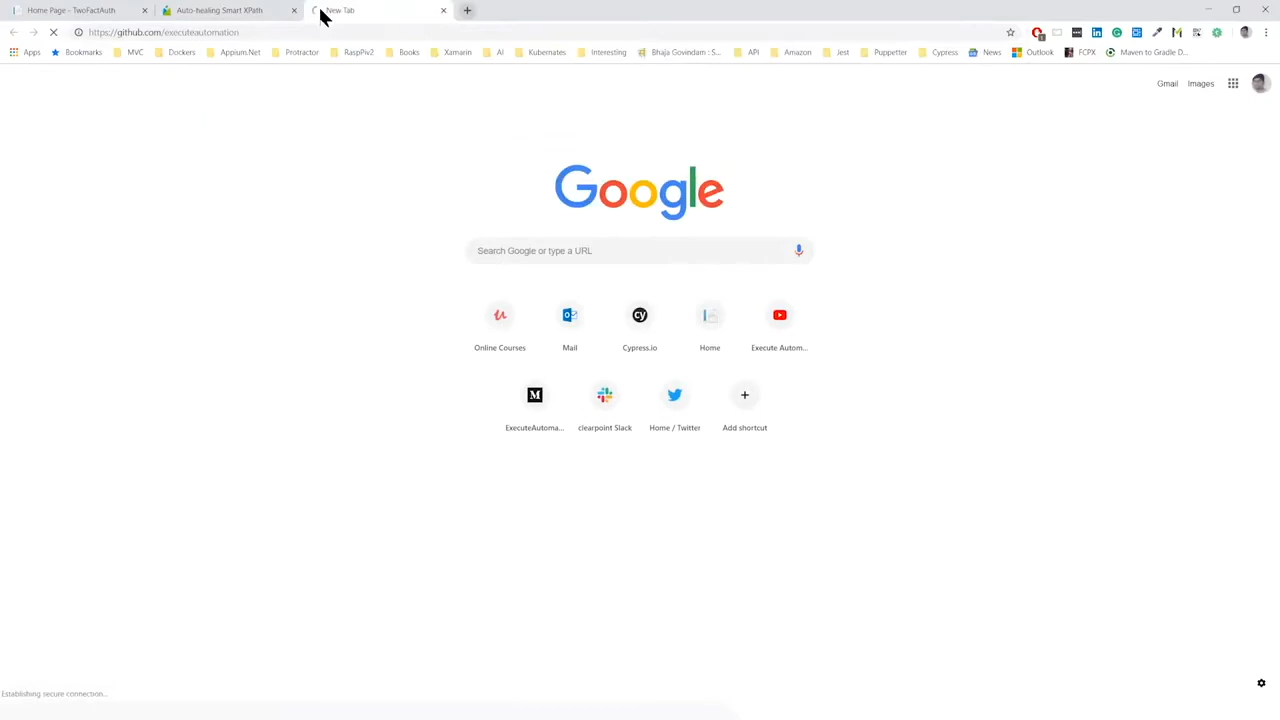 Home Page - TwoFactAuth
Auto-healing Smart XPath
New Tab
https://github.com/executeautomation
Apps
Bookmarks
MVC
Dockers
Appium.Net
Protractor
RaspPiv2
Books
Xamarin
AI
Kubernates
Interesting
Bhaja Govindam : S...
API
Amazon
Jest
Puppetter
Cypress
News
Outlook
FCPX
Maven to Gradle D...
Gmail
Images
Google
Search Google or type a URL
Online Courses
Mail
Cypress.io
Home
Execute Autom...
ExecuteAutoma...
clearpoint Slack
Home / Twitter
Add shortcut
Establishing secure connection...